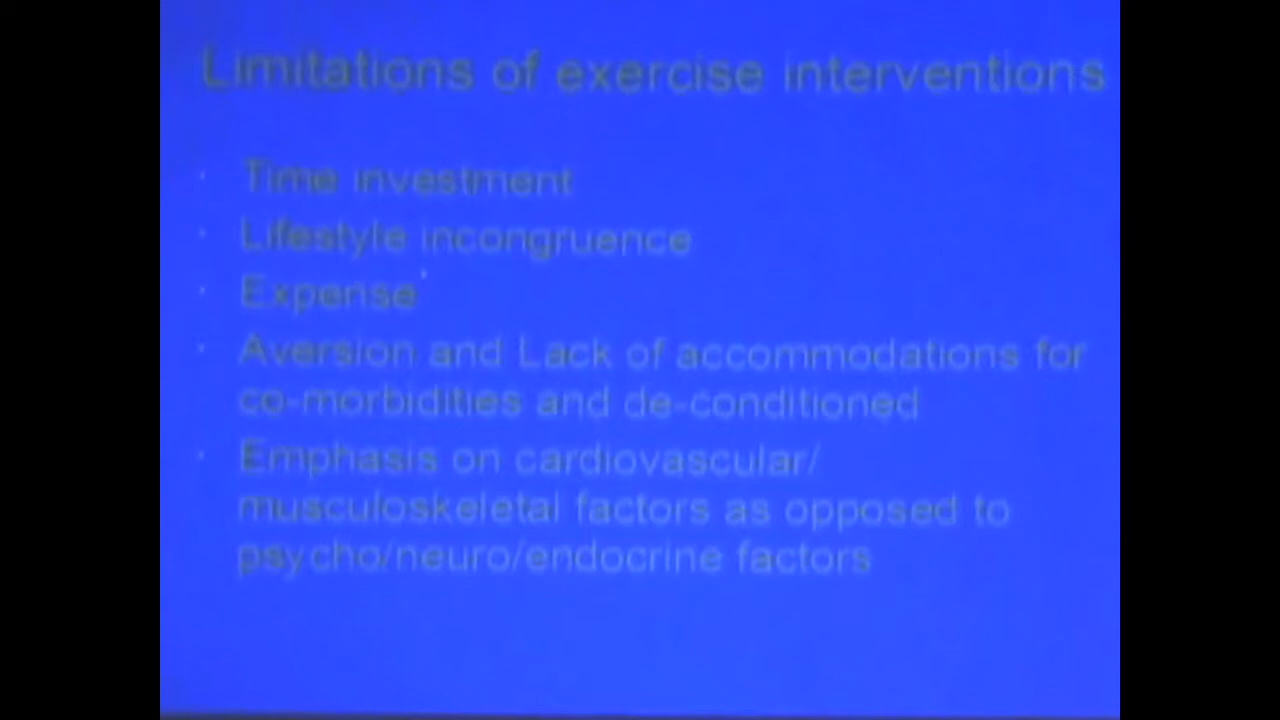 Limitations of exercise interventions
· Time investment
· Lifestyle incongruence
· Expense
· Aversion and Lack of accommodations for
co-morbidities and de-conditioned
· Emphasis on cardiovascular/
musculoskeletal factors as opposed to
psycho/neuro/endocrine factors